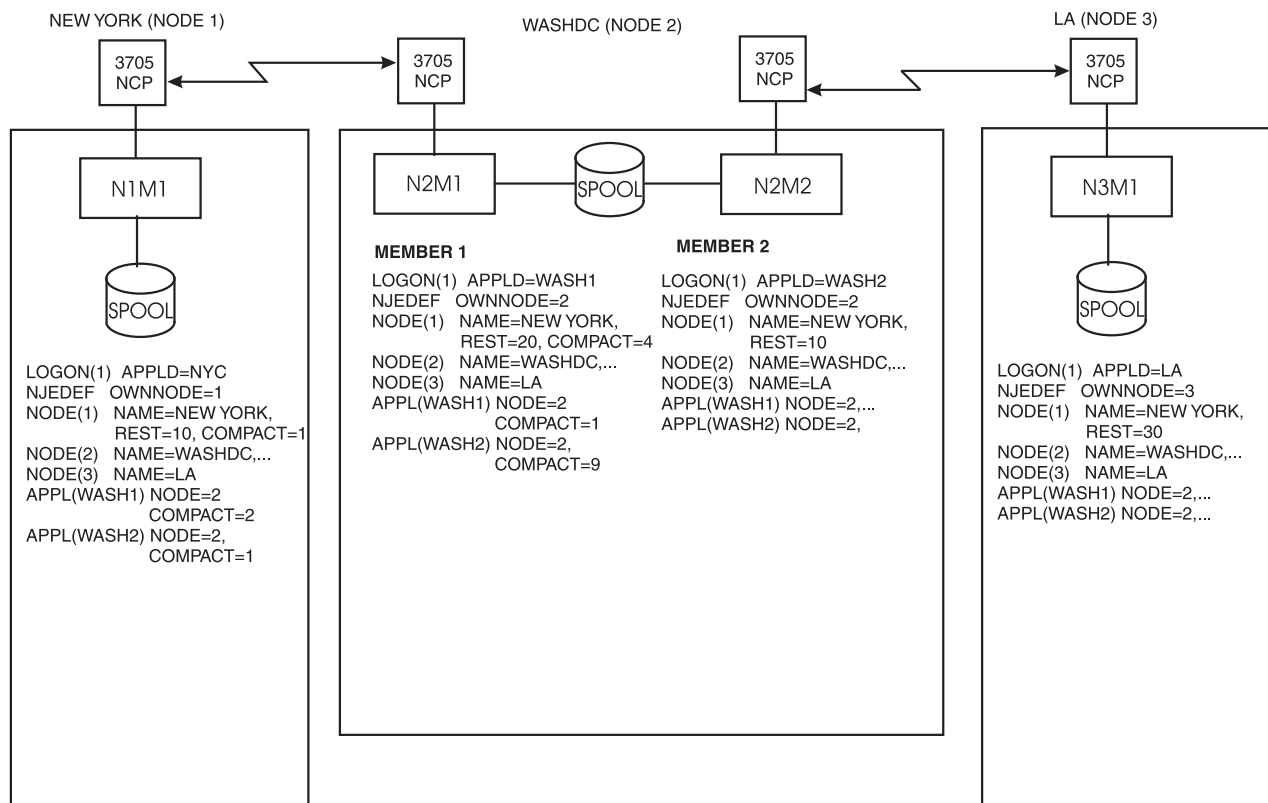 NEW YORK (NODE 1)
WASHDC (NODE 2)
LA (NODE 3)
3705
NCP
3705
NCP
3705
NCP
3705
NCP
N1M1
SPOOL
LOGON(1) APPLD=NYC
NJEDEF OWNNODE=1
NODE(1) NAME=NEW YORK,
REST=10, COMPACT=1
NODE(2) NAME=WASHDC,...
NODE(3) NAME=LA
APPL(WASH1) NODE=2
COMPACT=2
APPL(WASH2) NODE=2,
COMPACT=1
N2M1
SPOOL
N2M2
MEMBER 1
LOGON(1) APPLD=WASH1
NJEDEF OWNNODE=2
NODE(1) NAME=NEW YORK,
REST=20, COMPACT=4
NODE(2) NAME=WASHDC,...
NODE(3) NAME=LA
APPL(WASH1) NODE=2
COMPACT=1
APPL(WASH2) NODE=2,
COMPACT=9
MEMBER 2
LOGON(1) APPLD=WASH2
NJEDEF OWNNODE=2
NODE(1) NAME=NEW YORK,
REST=10
NODE(2) NAME=WASHDC,...
NODE(3) NAME=LA
APPL(WASH1) NODE=2,...
APPL(WASH2) NODE=2,
N3M1
SPOOL
LOGON(1) APPLD=LA
NJEDEF OWNNODE=3
NODE(1) NAME=NEW YORK,
REST=30
NODE(2) NAME=WASHDC,...
NODE(3) NAME=LA
APPL(WASH1) NODE=2,...
APPL(WASH2) NODE=2,...